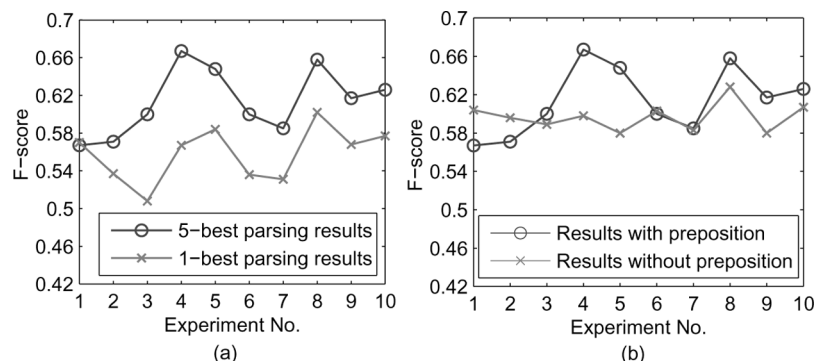 0.7
0.66
0.62
0.58
0.54
0.5
0.46
0.42
F-score
5-best parsing results
1-best parsing results
1 2 3 4 5 6 7 8 9 10
Experiment No.
(a)
0.7
0.66
0.62
0.58
0.54
0.5
0.46
0.42
F-score
Results with preposition
Results without preposition
1 2 3 4 5 6 7 8 9 10
Experiment No.
(b)